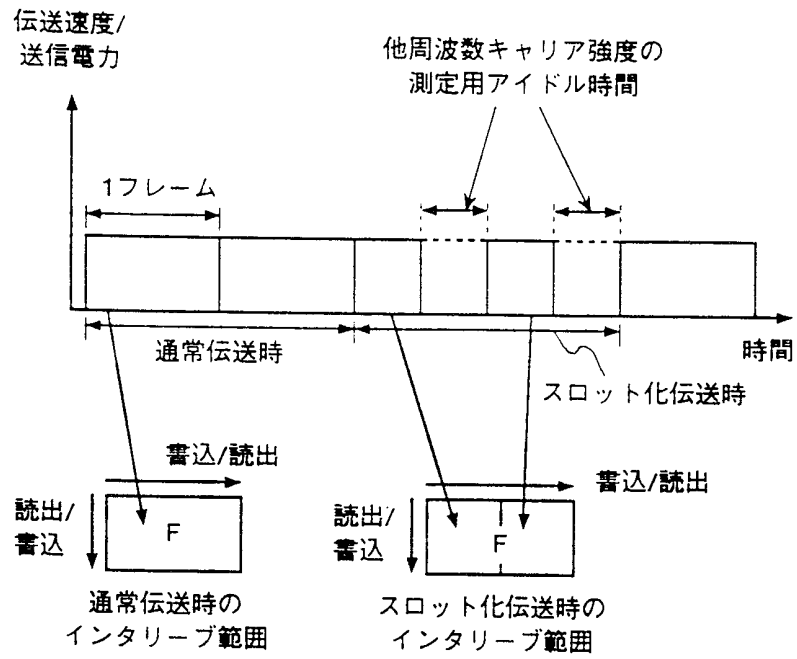 伝送速度/
送信電力
他周波数キャリア強度の
測定用アイドル時間
1フレーム
通常伝送時
時間
スロット化伝送時
書込/読出
読出/
書込
F
通常伝送時の
インタリーブ範囲
書込/読出
読出/
書込
F
スロット化伝送時の
インタリーブ範囲